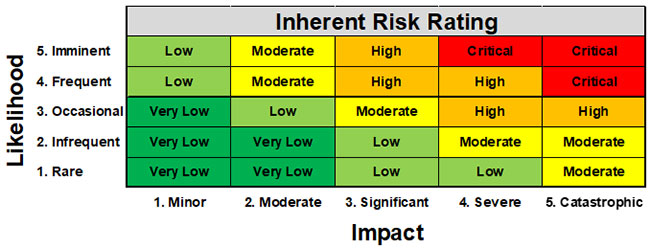 Inherent Risk Rating
Likelihood
5. Imminent Low Moderate High Critical Critical
4. Frequent Low Moderate High High Critical
3. Occasional Very Low Low Moderate High High
2. Infrequent Very Low Very Low Low Moderate Moderate
1. Rare Very Low Very Low Low Low Moderate
1. Minor 2. Moderate 3. Significant 4. Severe 5. Catastrophic
Impact